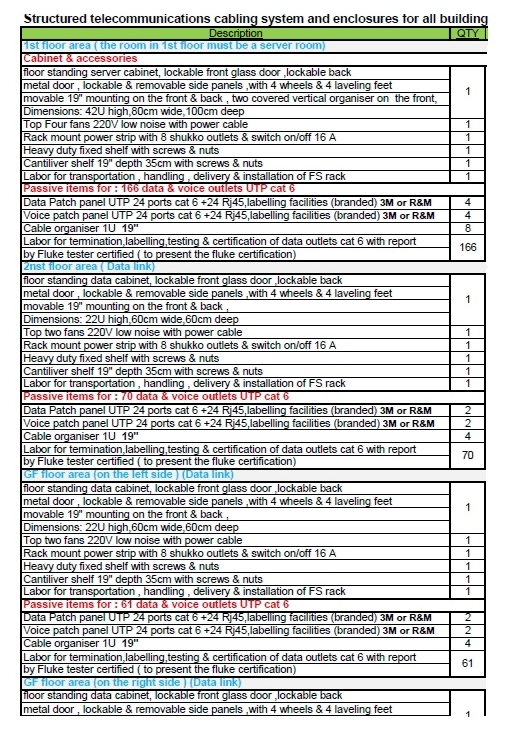 Structured telecommunications cabling system and enclosures for all building
Description QTY
1st floor area ( the room in 1st floor must be a server room)
Cabinet & accessories
floor standing server cabinet, lockable front glass door ,lockable back
metal door , lockable & removable side panels ,with 4 wheels & 4 laveling feet
movable 19" mounting on the front & back , two covered vertical organiser on the front,
Dimensions: 42U high,80cm wide,100cm deep
1
Top Four fans 220V low noise with power cable 1
Rack mount power strip with 8 shukko outlets & switch on/off 16 A 1
Heavy duty fixed shelf with screws & nuts 1
Cantiliver shelf 19" depth 35cm with screws & nuts 1
Labor for transportation , handling , delivery & installation of FS rack 1
Passive items for : 166 data & voice outlets UTP cat 6
Data Patch panel UTP 24 ports cat 6 +24 Rj45,labelling facilities (branded) 3M or R&M 4
Voice patch panel UTP 24 ports cat 6 +24 Rj45,labelling facilities (branded) 3M or R&M 4
Cable organiser 1U 19" 8
Labor for termination,labelling,testing & certification of data outlets cat 6 with report
by Fluke tester certified ( to present the fluke certification)
166
2nst floor area ( Data link)
floor standing data cabinet, lockable front glass door ,lockable back
metal door , lockable & removable side panels ,with 4 wheels & 4 laveling feet
movable 19" mounting on the front & back ,
Dimensions: 22U high,60cm wide,60cm deep
1
Top two fans 220V low noise with power cable 1
Rack mount power strip with 8 shukko outlets & switch on/off 16 A 1
Heavy duty fixed shelf with screws & nuts 1
Cantiliver shelf 19" depth 35cm with screws & nuts 1
Labor for transportation , handling , delivery & installation of FS rack 1
Passive items for : 70 data & voice outlets UTP cat 6
Data Patch panel UTP 24 ports cat 6 +24 Rj45,labelling facilities (branded) 3M or R&M 2
Voice patch panel UTP 24 ports cat 6 +24 Rj45,labelling facilities (branded) 3M or R&M 2
Cable organiser 1U 19" 4
Labor for termination,labelling,testing & certification of data outlets cat 6 with report
by Fluke tester certified ( to present the fluke certification)
70
GF floor area (on the left side ) (Data link)
floor standing data cabinet, lockable front glass door ,lockable back
metal door , lockable & removable side panels ,with 4 wheels & 4 laveling feet
movable 19" mounting on the front & back ,
Dimensions: 22U high,60cm wide,60cm deep
1
Top two fans 220V low noise with power cable 1
Rack mount power strip with 8 shukko outlets & switch on/off 16 A 1
Heavy duty fixed shelf with screws & nuts 1
Cantiliver shelf 19" depth 35cm with screws & nuts 1
Labor for transportation , handling , delivery & installation of FS rack 1
Passive items for : 61 data & voice outlets UTP cat 6
Data Patch panel UTP 24 ports cat 6 +24 Rj45,labelling facilities (branded) 3M or R&M 2
Voice patch panel UTP 24 ports cat 6 +24 Rj45,labelling facilities (branded) 3M or R&M 2
Cable organiser 1U 19" 4
Labor for termination,labelling,testing & certification of data outlets cat 6 with report
by Fluke tester certified ( to present the fluke certification)
61
GF floor area (on the right side ) (Data link)
floor standing data cabinet, lockable front glass door ,lockable back
metal door , lockable & removable side panels ,with 4 wheels & 4 laveling feet
1